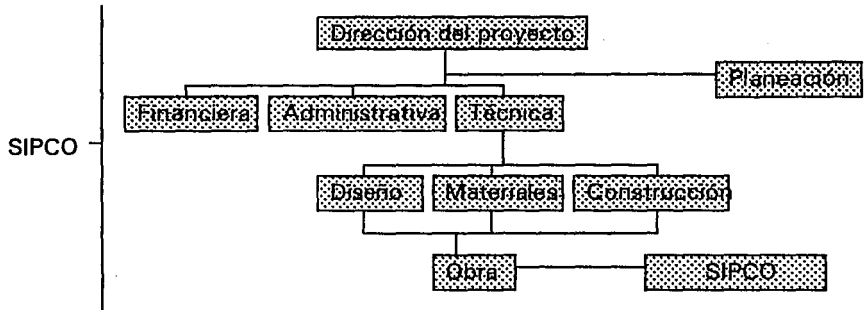 Dirección del proyecto
Planeación
Financiera Administrativa Técnica
SIPCO
Diseño Materiales Construcción
Obra SIPCO